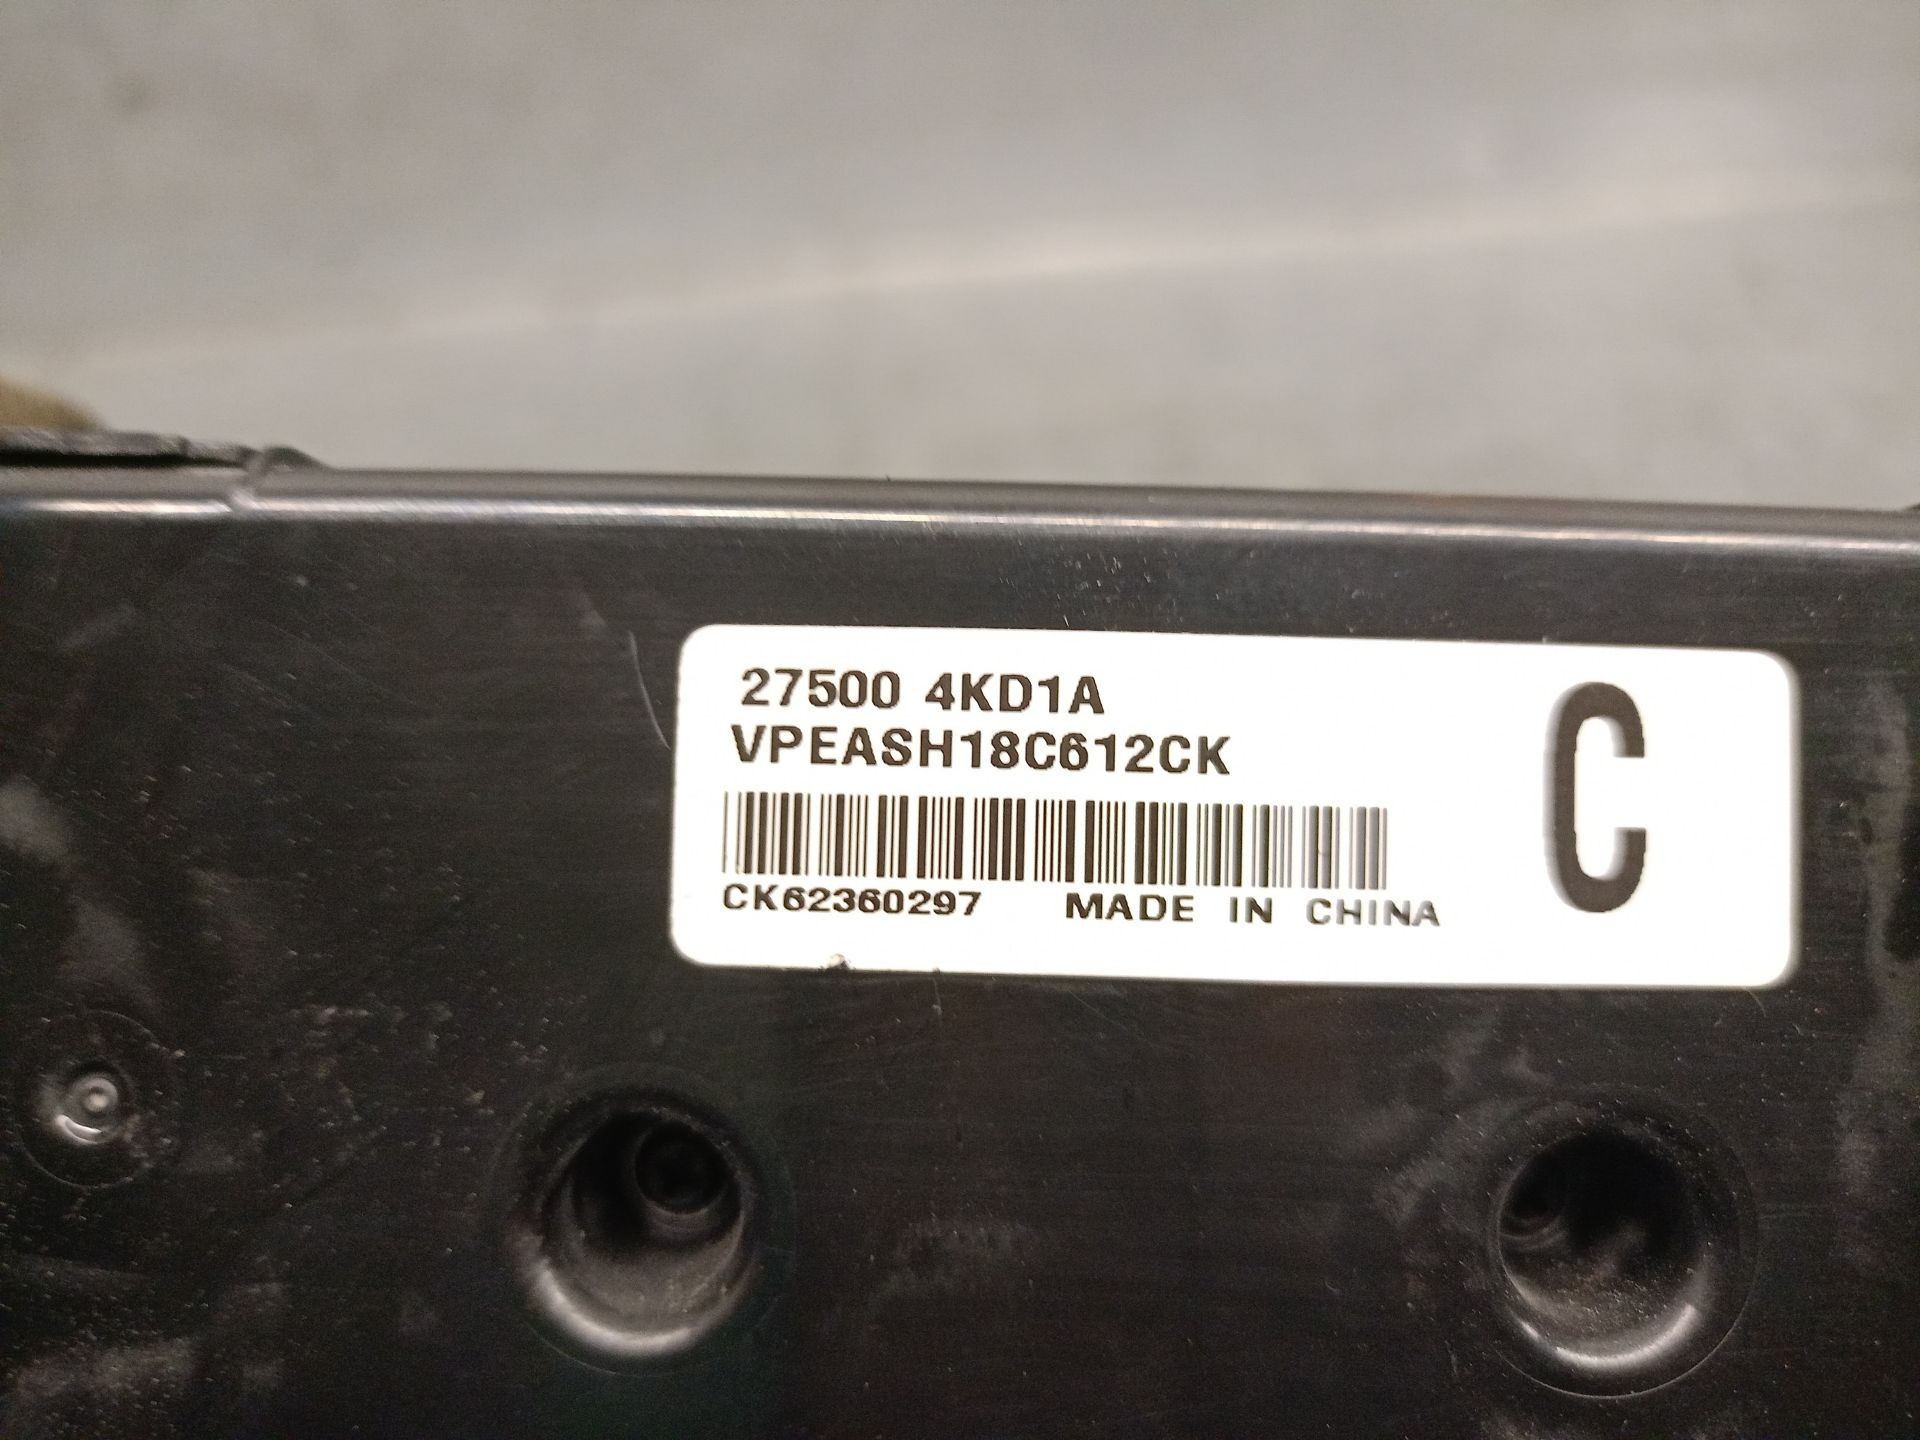 27500 4KD1A
VPEASH18C612CK
C
CK62360297 MADE IN CHINA